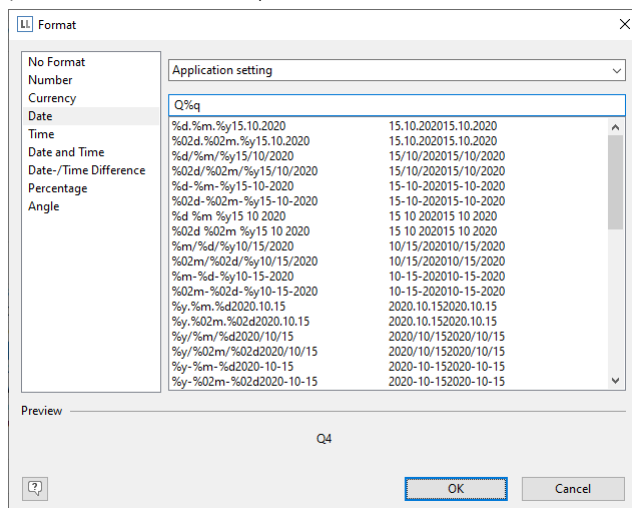 LL Format
No Format
Number
Currency
Date
Time
Date and Time
Date-/Time Difference
Percentage
Angle
Application setting
Q%q
%d.%m.%y15.10.2020 15.10.202015.10.2020
%02d.%02m.%y15.10.2020 15.10.202015.10.2020
%d/%m/%y15/10/2020 15/10/202015/10/2020
%02d/%02m/%y15/10/2020 15/10/202015/10/2020
%d-%m-%y15-10-2020 15-10-202015-10-2020
%02d-%02m-%y15-10-2020 15-10-202015-10-2020
%d %m %y15 10 2020 15 10 202015 10 2020
%02d %02m %y15 10 2020 15 10 202015 10 2020
%m/%d/%y10/15/2020 10/15/202010/15/2020
%02m/%02d/%y10/15/2020 10/15/202010/15/2020
%m-%d-%y10-15-2020 10-15-202010-15-2020
%02m-%02d-%y10-15-2020 10-15-202010-15-2020
%y.%m.%d2020.10.15 2020.10.152020.10.15
%y.%02m.%02d2020.10.15 2020.10.152020.10.15
%y/%m/%d2020/10/15 2020/10/152020/10/15
%y/%02m/%02d2020/10/15 2020/10/152020/10/15
%y-%m-%d2020-10-15 2020-10-152020-10-15
%y-%02m-%02d2020-10-15 2020-10-152020-10-15
Preview
Q4
OK Cancel